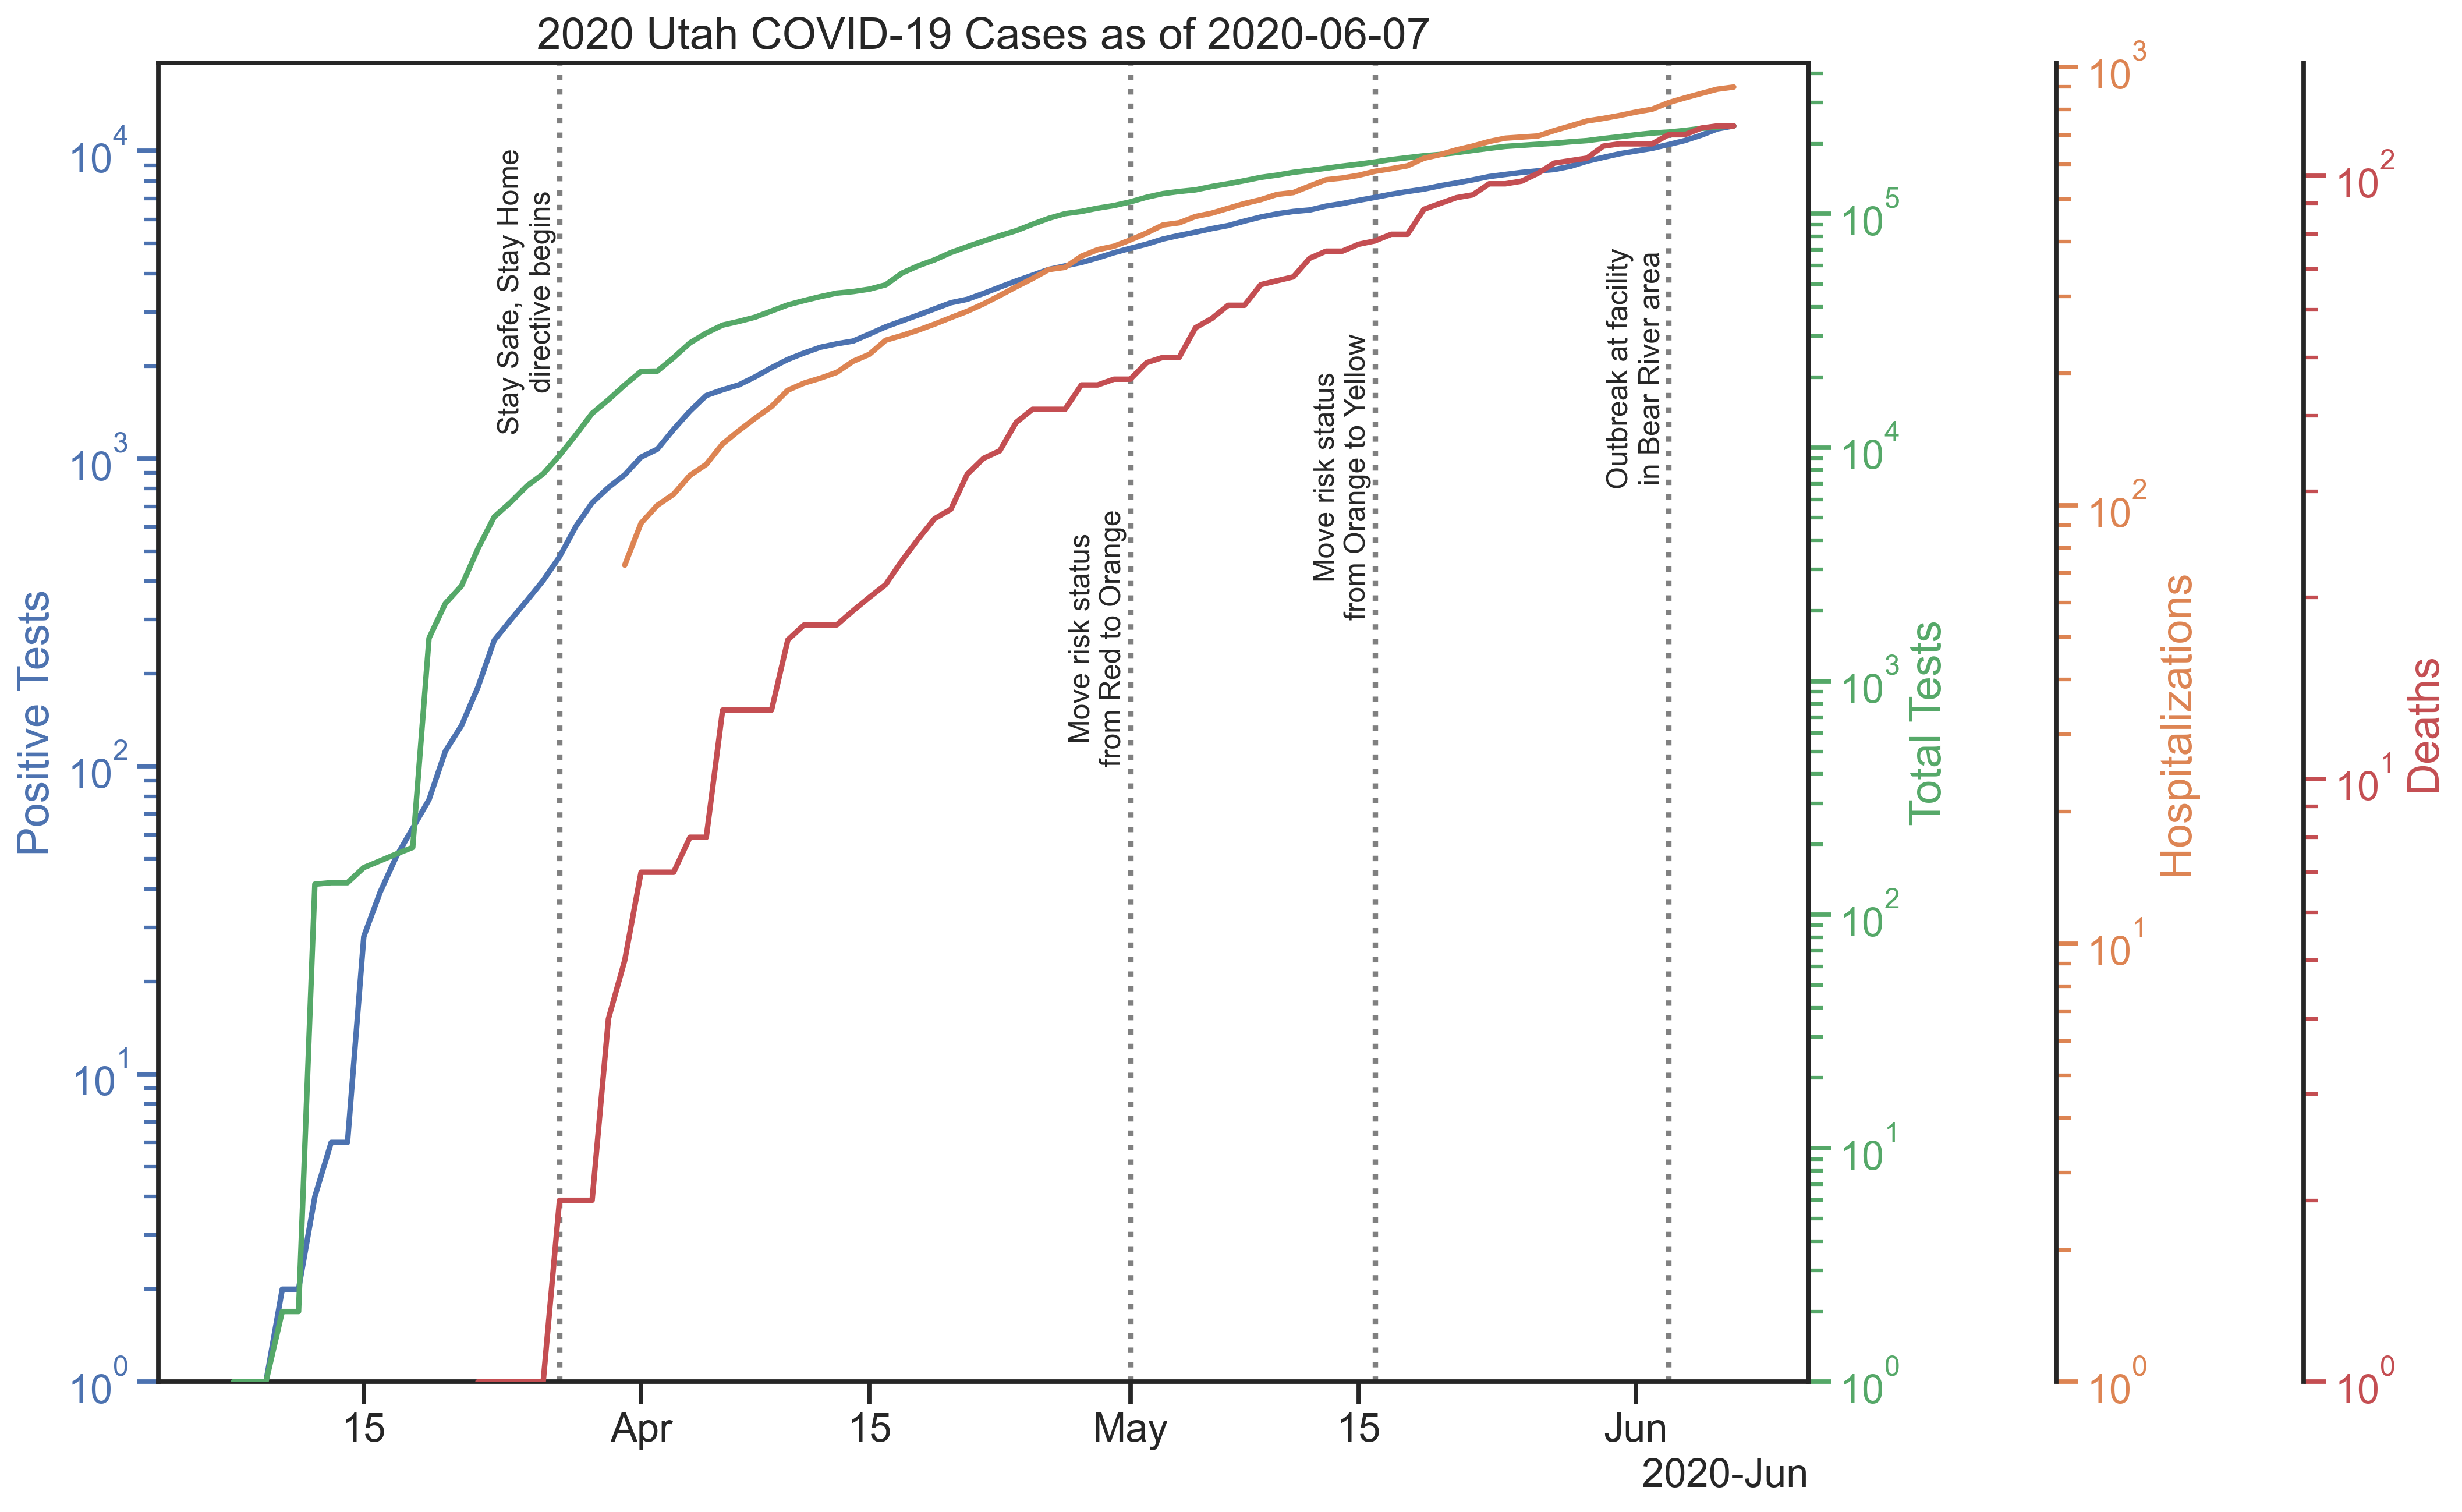 2020 Utah COVID-19 Cases as of 2020-06-07
Positive Tests
10^4
10^3
10^2
10^1
10^0
Stay Safe, Stay Home
directive begins
Move risk status
from Red to Orange
Move risk status
from Orange to Yellow
Outbreak at facility
in Bear River area
10^5
10^4
10^3
10^2
10^1
10^0
Total Tests
10^3
10^2
10^1
10^0
Hospitalizations
10^2
10^1
10^0
Deaths
15
Apr
15
May
15
Jun
2020-Jun